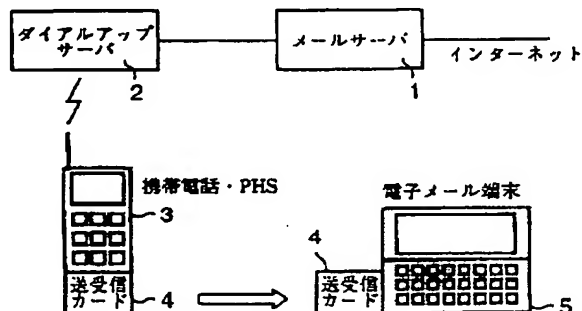 ダイアルアップ
サーバ
2
メールサーバ
1
インターネット
携帯電話・PHS
3
送受信
カード
4
電子メール端末
4
送受信
カード
5